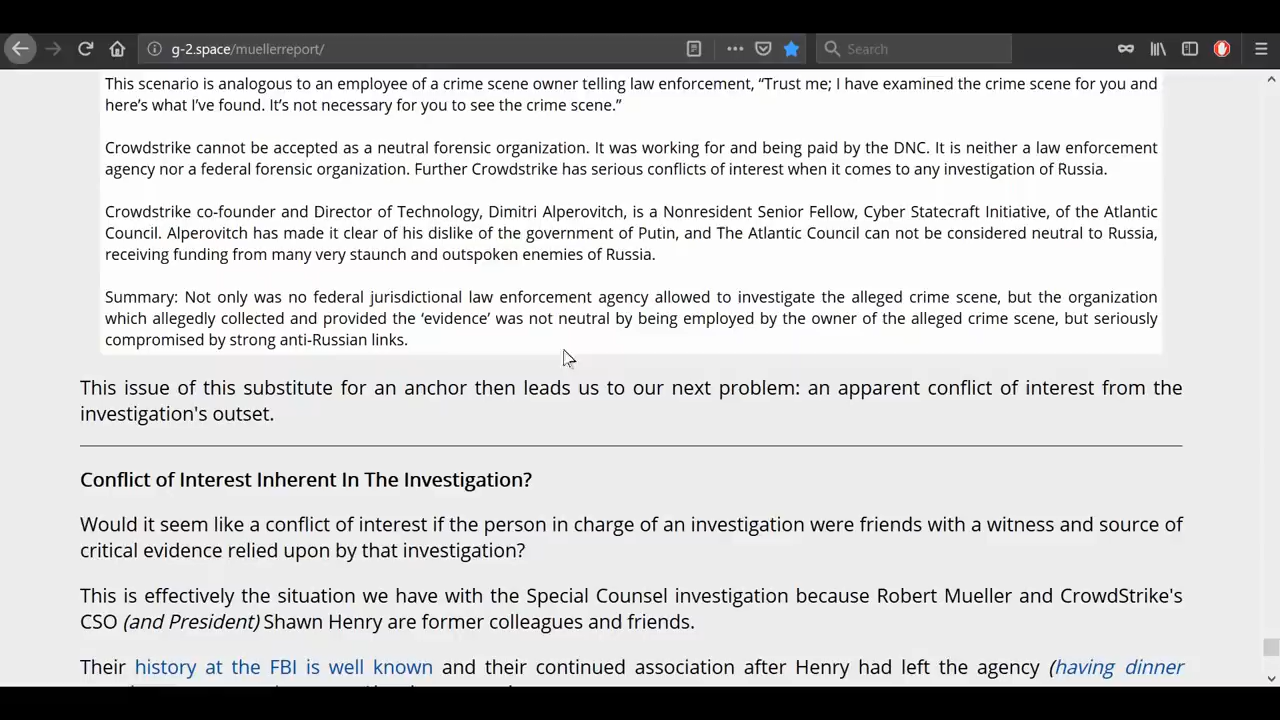 g-2.space/muellerreport/
Search
This scenario is analogous to an employee of a crime scene owner telling law enforcement, “Trust me; I have examined the crime scene for you and
here’s what I’ve found. It’s not necessary for you to see the crime scene.”
Crowdstrike cannot be accepted as a neutral forensic organization. It was working for and being paid by the DNC. It is neither a law enforcement
agency nor a federal forensic organization. Further Crowdstrike has serious conflicts of interest when it comes to any investigation of Russia.
Crowdstrike co-founder and Director of Technology, Dimitri Alperovitch, is a Nonresident Senior Fellow, Cyber Statecraft Initiative, of the Atlantic
Council. Alperovitch has made it clear of his dislike of the government of Putin, and The Atlantic Council can not be considered neutral to Russia,
receiving funding from many very staunch and outspoken enemies of Russia.
Summary: Not only was no federal jurisdictional law enforcement agency allowed to investigate the alleged crime scene, but the organization
which allegedly collected and provided the ‘evidence’ was not neutral by being employed by the owner of the alleged crime scene, but seriously
compromised by strong anti-Russian links.
This issue of this substitute for an anchor then leads us to our next problem: an apparent conflict of interest from the
investigation's outset.
Conflict of Interest Inherent In The Investigation?
Would it seem like a conflict of interest if the person in charge of an investigation were friends with a witness and source of
critical evidence relied upon by that investigation?
This is effectively the situation we have with the Special Counsel investigation because Robert Mueller and CrowdStrike's
CSO (and President) Shawn Henry are former colleagues and friends.
Their history at the FBI is well known and their continued association after Henry had left the agency (having dinner